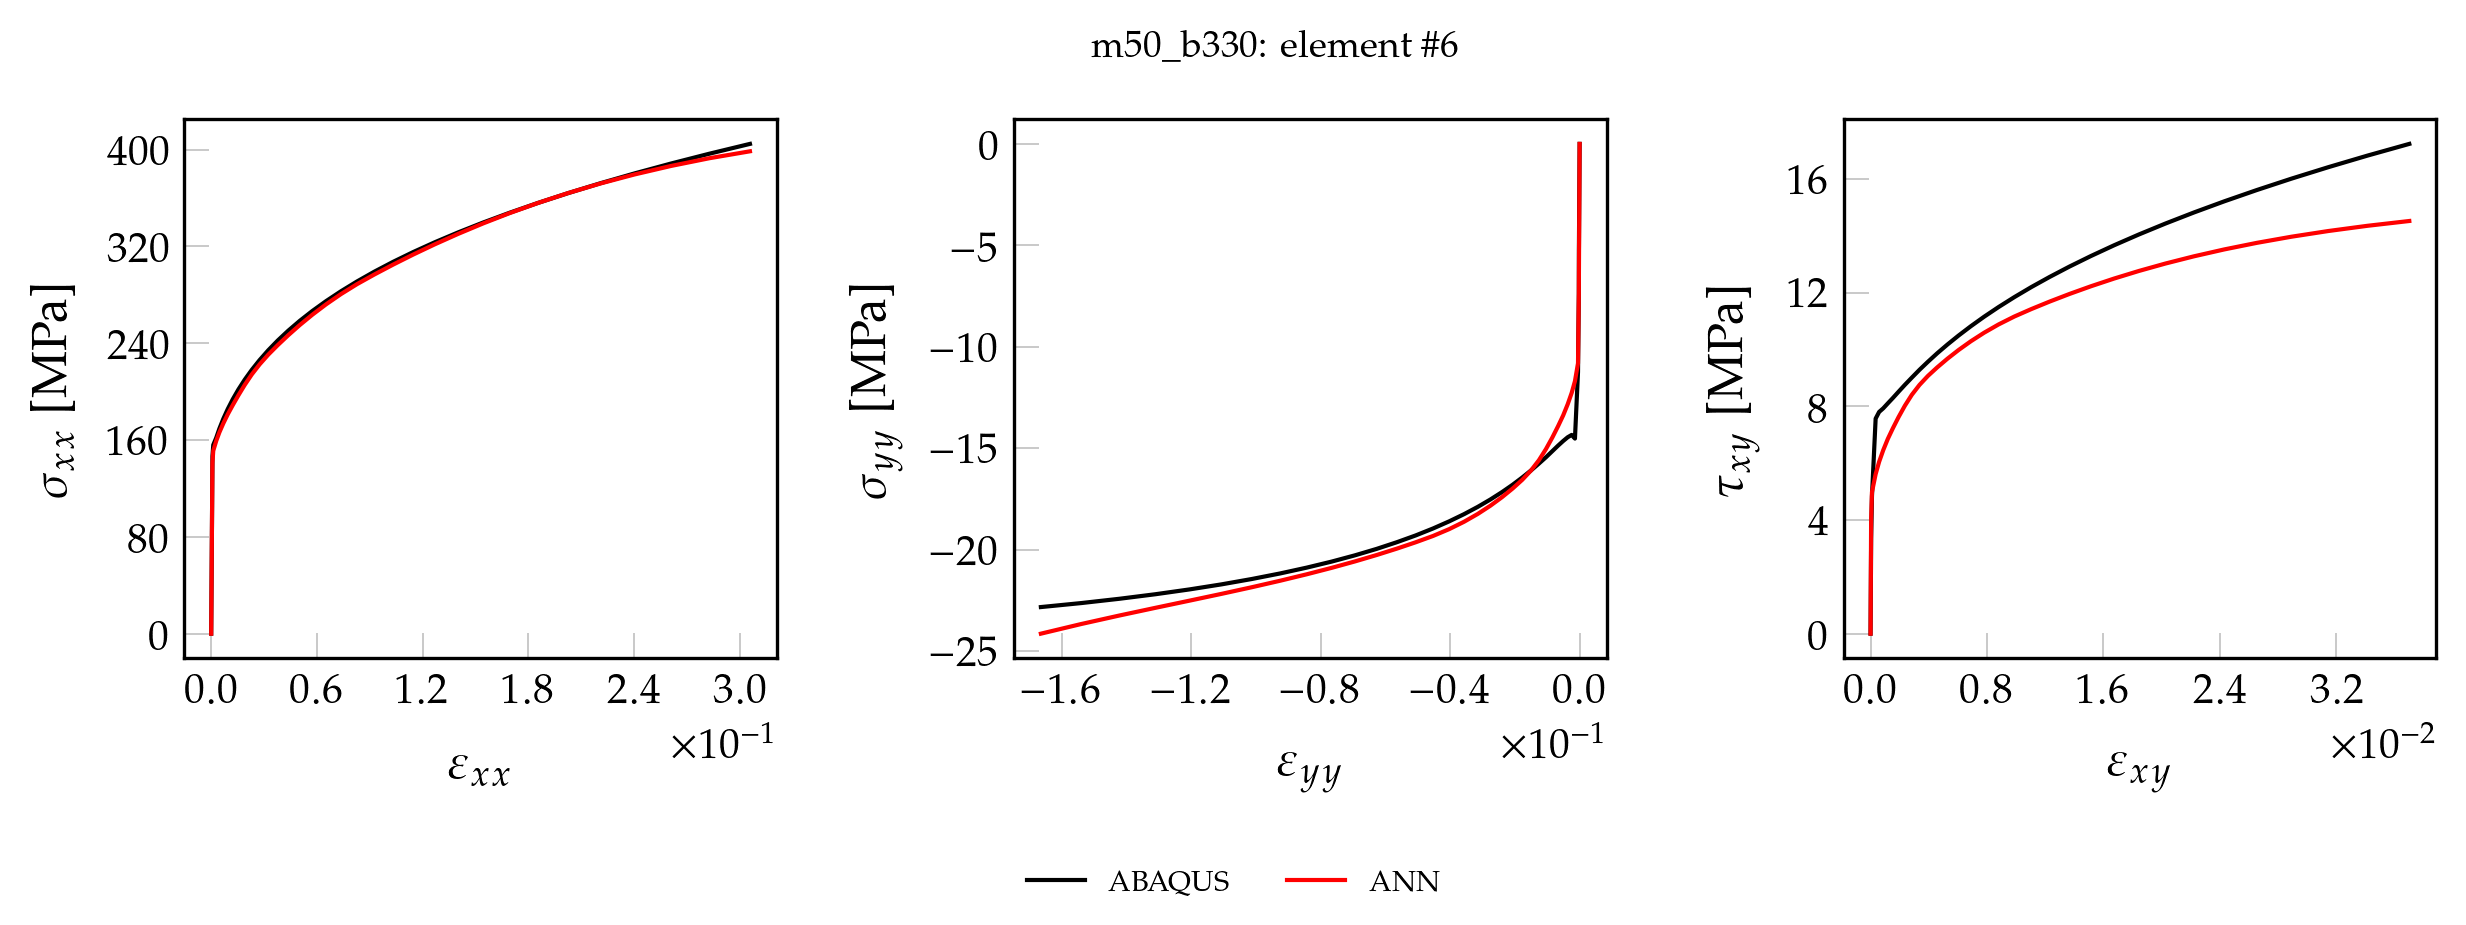 m50_b330: element #6
σxx [MPa]
400
320
240
160
80
0
0.0 0.6 1.2 1.8 2.4 3.0
×10−1
εxx
σyy [MPa]
0
−5
−10
−15
−20
−25
−1.6 −1.2 −0.8 −0.4 0.0
×10−1
εyy
τxy [MPa]
16
12
8
4
0
0.0 0.8 1.6 2.4 3.2
×10−2
εxy
ABAQUS ANN